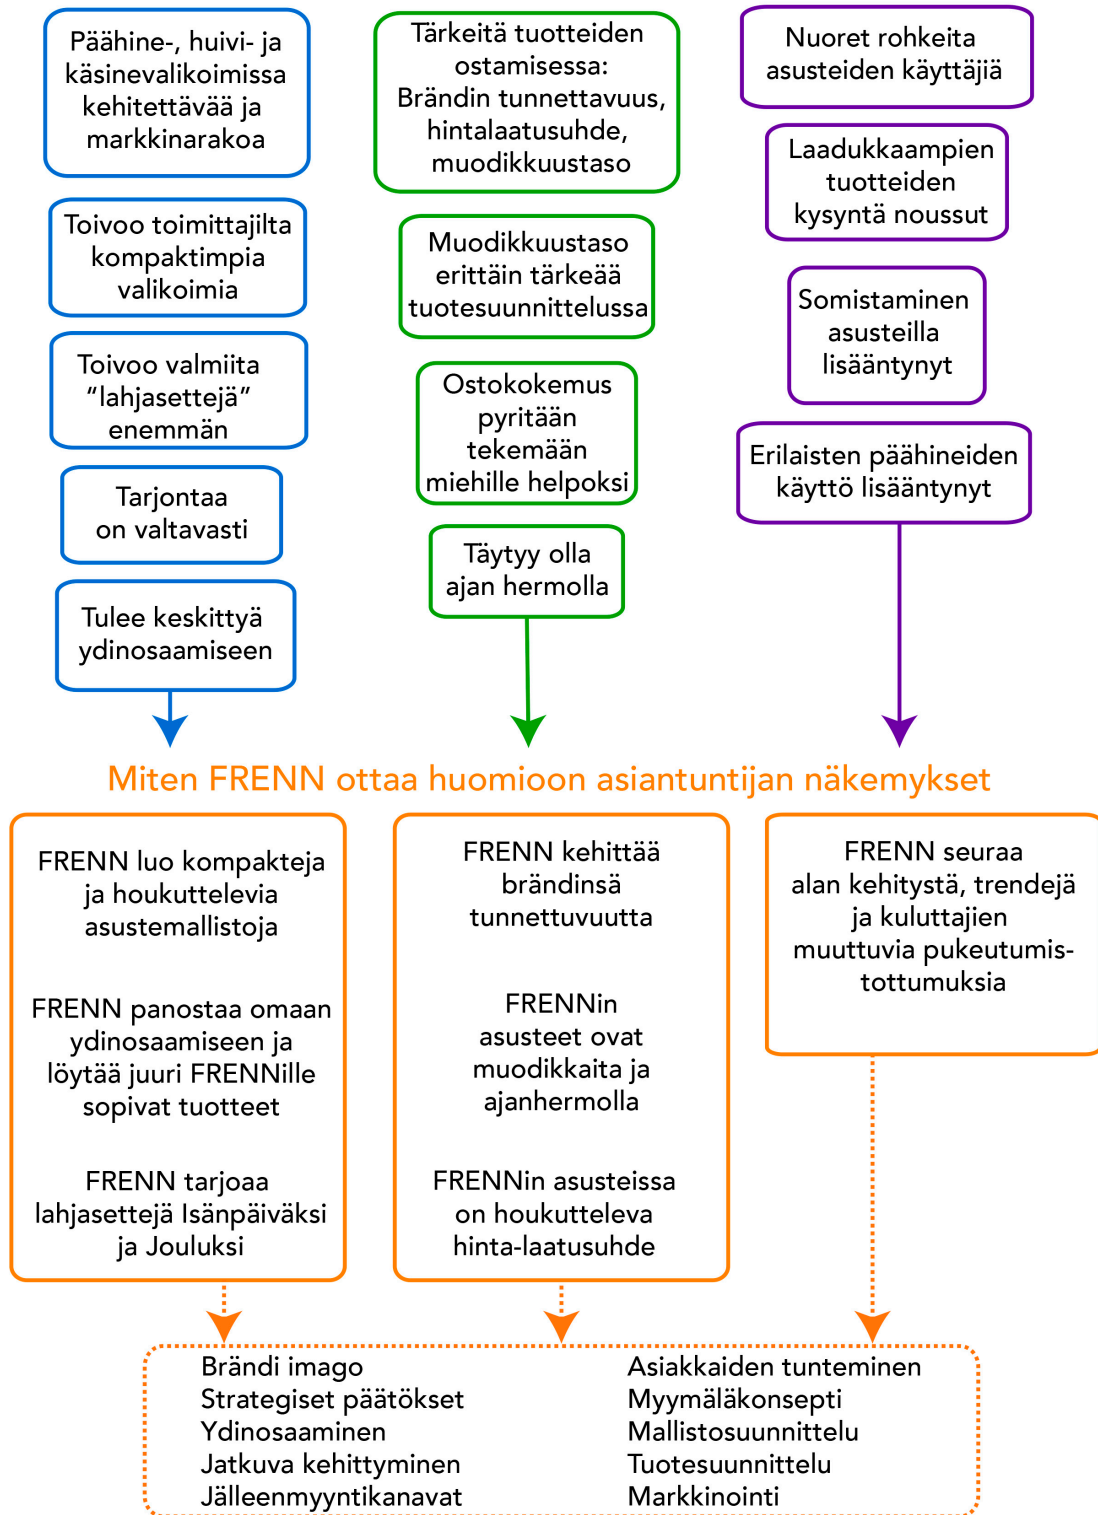 Päähine-, huivi- ja
käsinevalikoimissa
kehitettävää ja
markkinarakoa
Toivoo toimittajilta
kompaktimpia
valikoimia
Toivoo valmiita
“lahjasettejä”
enemmän
Tarjontaa
on valtavasti
Tulee keskittyä
ydinosaamiseen
Tärkeitä tuotteiden
ostamisessa:
Brändin tunnettavuus,
hintalaatusuhde,
muodikkuustaso
Muodikkuustaso
erittäin tärkeää
tuotesuunnittelussa
Ostokokemus
pyritään
tekemään
miehille helpoksi
Täytyy olla
ajan hermolla
Nuoret rohkeita
asusteiden käyttäjiä
Laadukkaampien
tuotteiden
kysyntä noussut
Somistaminen
asusteilla
lisääntynyt
Erilaisten päähineiden
käyttö lisääntynyt
Miten FRENN ottaa huomioon asiantuntijan näkemykset
FRENN luo kompakteja
ja houkuttelevia
asustemallistoja
FRENN panostaa omaan
ydinosaamiseen ja
löytää juuri FRENNille
sopivat tuotteet
FRENN tarjoaa
lahjasettejä Isänpäiväksi
ja Jouluksi
FRENN kehittää
brändinsä
tunnettuvuutta
FRENNin
asusteet ovat
muodikkaita ja
ajanhermolla
FRENNin asusteissa
on houkutteleva
hinta-laatusuhde
FRENN seuraa
alan kehitystä, trendejä
ja kuluttajien
muuttuvia pukeutumis-
tottumuksia
Brändi imago
Strategiset päätökset
Ydinosaaminen
Jatkuva kehittyminen
Jälleenmyyntikanavat
Asiakkaiden tunteminen
Myymäläkonsepti
Mallistosuunnittelu
Tuotesuunnittelu
Markkinointi